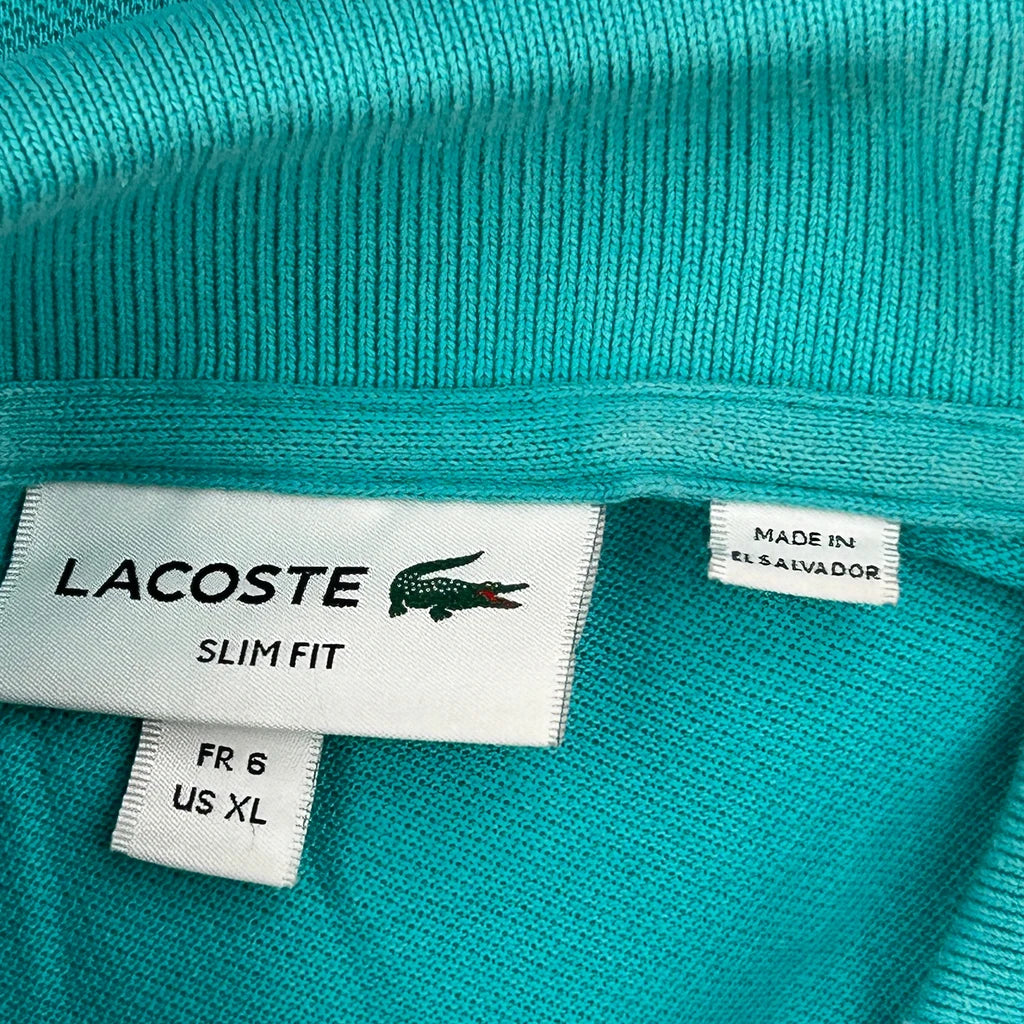 LACOSTE
SLIM FIT
FR 6
US XL
MADE IN
EL SALVADOR